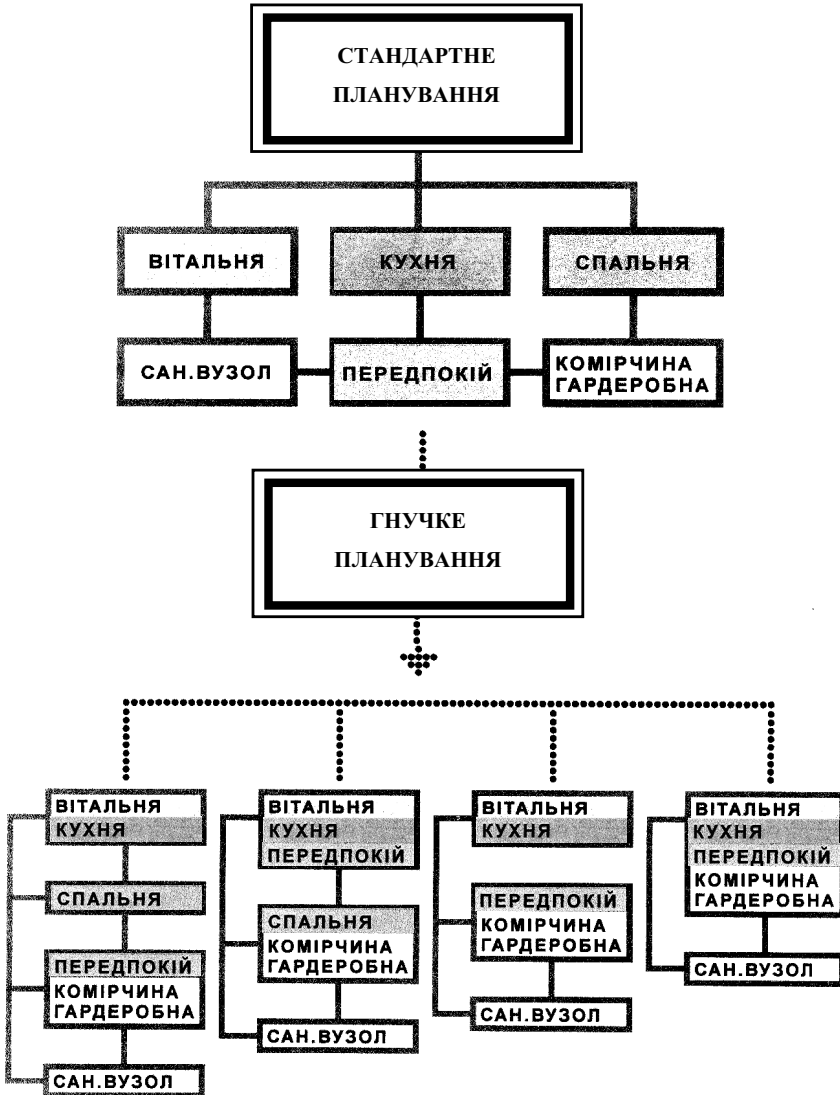 СТАНДАРТНЕ
ПЛАНУВАННЯ
ВІТАЛЬНЯ
КУХНЯ
СПАЛЬНЯ
САН.ВУЗОЛ
ПЕРЕДПОКІЙ
КОМІРЧИНА
ГАРДЕРОБНА
ГНУЧКЕ
ПЛАНУВАННЯ
ВІТАЛЬНЯ
КУХНЯ
СПАЛЬНЯ
ПЕРЕДПОКІЙ
КОМІРЧИНА
ГАРДЕРОБНА
САН.ВУЗОЛ
ВІТАЛЬНЯ
КУХНЯ
ПЕРЕДПОКІЙ
СПАЛЬНЯ
КОМІРЧИНА
ГАРДЕРОБНА
САН.ВУЗОЛ
ВІТАЛЬНЯ
КУХНЯ
ПЕРЕДПОКІЙ
КОМІРЧИНА
ГАРДЕРОБНА
САН.ВУЗОЛ
ВІТАЛЬНЯ
КУХНЯ
ПЕРЕДПОКІЙ
КОМІРЧИНА
ГАРДЕРОБНА
САН.ВУЗОЛ